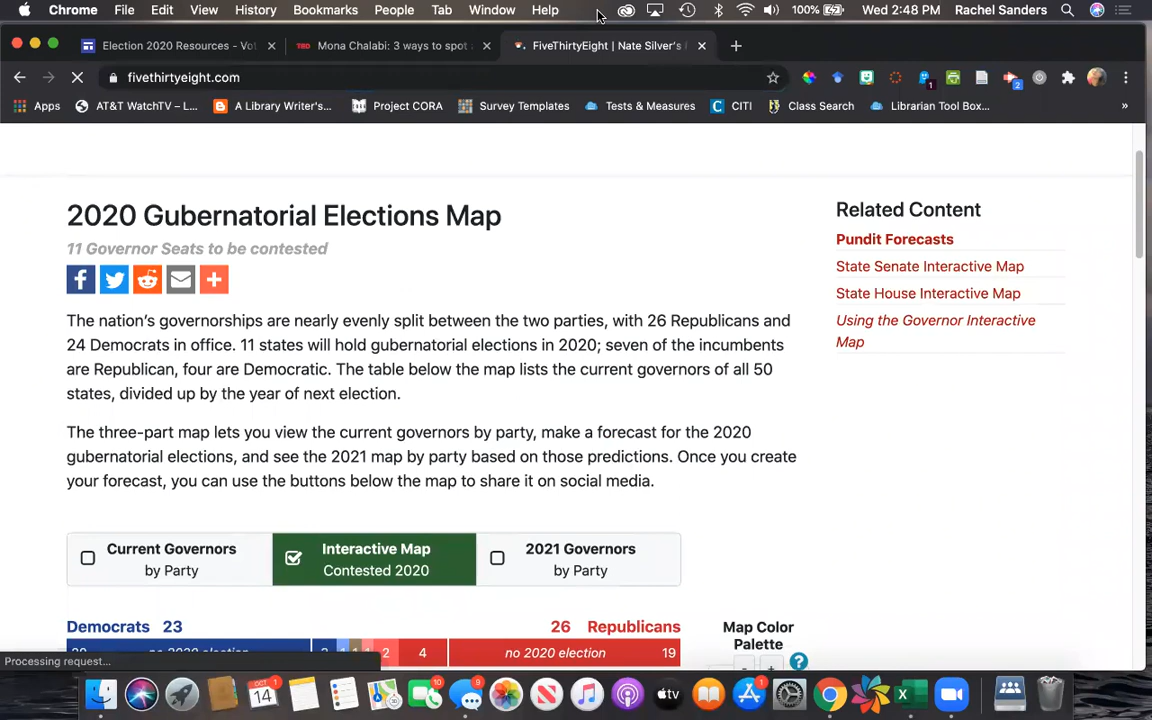 Chrome File Edit View History Bookmarks People Tab Window Help 100% Wed 2:48 PM Rachel Sanders
Election 2020 Resources - Vot Mona Chalabi: 3 ways to spot FiveThirtyEight | Nate Silver's
fivethirtyeight.com 1 2
Apps AT&T WatchTV – L... A Library Writer's... Project CORA Survey Templates Tests & Measures CITI Class Search Librarian Tool Box... »
2020 Gubernatorial Elections Map
11 Governor Seats to be contested
The nation's governorships are nearly evenly split between the two parties, with 26 Republicans and
24 Democrats in office. 11 states will hold gubernatorial elections in 2020; seven of the incumbents
are Republican, four are Democratic. The table below the map lists the current governors of all 50
states, divided up by the year of next election.
The three-part map lets you view the current governors by party, make a forecast for the 2020
gubernatorial elections, and see the 2021 map by party based on those predictions. Once you create
your forecast, you can use the buttons below the map to share it on social media.
Related Content
Pundit Forecasts
State Senate Interactive Map
State House Interactive Map
Using the Governor Interactive
Map
Current Governors
by Party
Interactive Map
Contested 2020
2021 Governors
by Party
Democrats 23 26 Republicans
no 2020 election 2 4 no 2020 election 19
Map Color
Palette
- + ?
Processing request...
OCT 1
14 10 9 1
tv